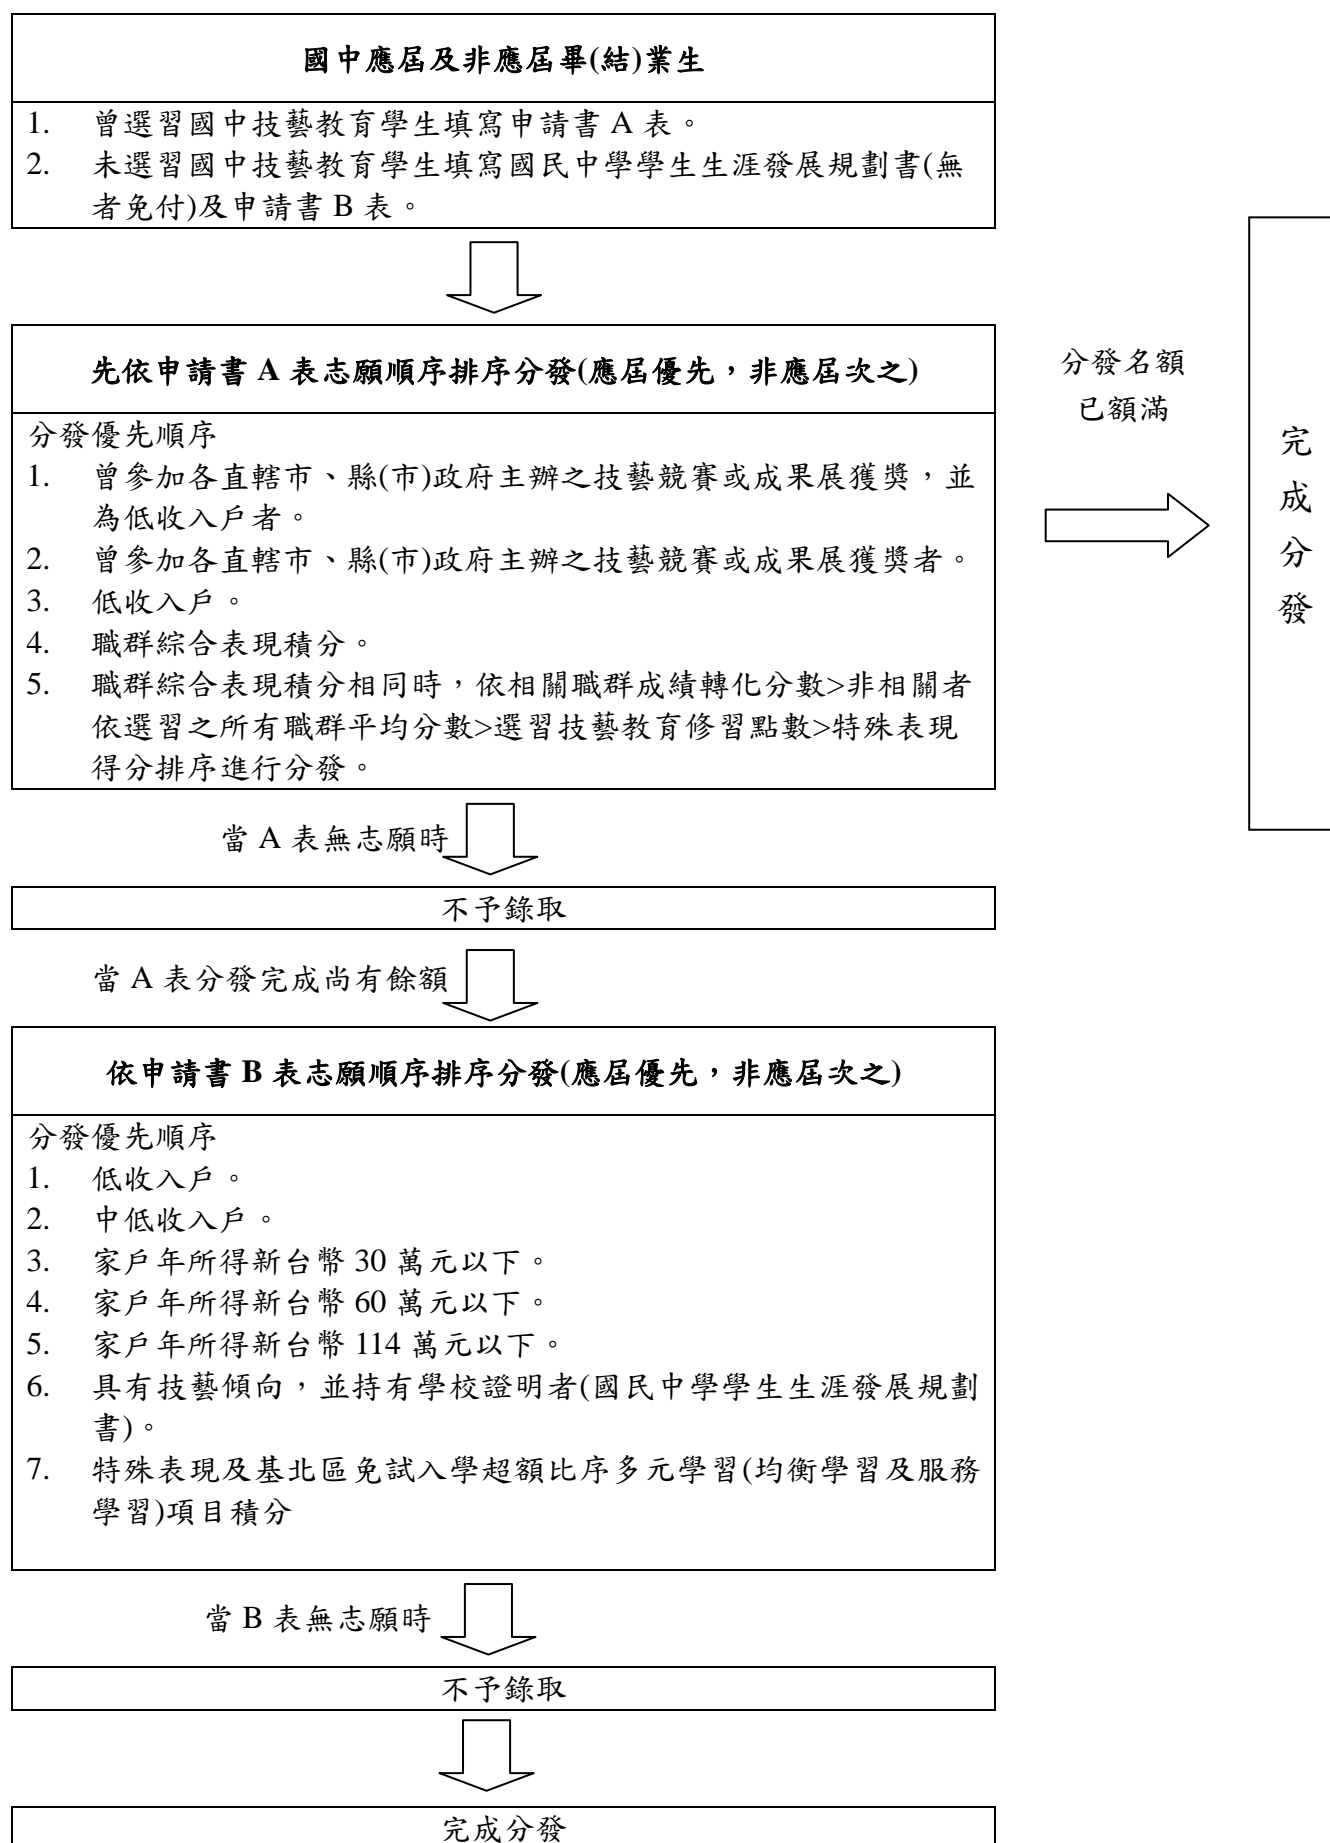 國中應屆及非應屆畢(結)業生
1. 曾選習國中技藝教育學生填寫申請書 A 表。
2. 未選習國中技藝教育學生填寫國民中學學生生涯發展規劃書(無
者免付)及申請書 B 表。
先依申請書 A 表志願順序排序分發(應屆優先，非應屆次之)
分發優先順序
1. 曾參加各直轄市、縣(市)政府主辦之技藝競賽或成果展獲獎，並
為低收入戶者。
2. 曾參加各直轄市、縣(市)政府主辦之技藝競賽或成果展獲獎者。
3. 低收入戶。
4. 職群綜合表現積分。
5. 職群綜合表現積分相同時，依相關職群成績轉化分數>非相關者
依選習之所有職群平均分數>選習技藝教育修習點數>特殊表現
得分排序進行分發。
分發名額
已額滿
完
成
分
發
當 A 表無志願時
不予錄取
當 A 表分發完成尚有餘額
依申請書 B 表志願順序排序分發(應屆優先，非應屆次之)
分發優先順序
1. 低收入戶。
2. 中低收入戶。
3. 家戶年所得新台幣 30 萬元以下。
4. 家戶年所得新台幣 60 萬元以下。
5. 家戶年所得新台幣 114 萬元以下。
6. 具有技藝傾向，並持有學校證明者(國民中學學生生涯發展規劃
書)。
7. 特殊表現及基北區免試入學超額比序多元學習(均衡學習及服務
學習)項目積分
當 B 表無志願時
不予錄取
完成分發